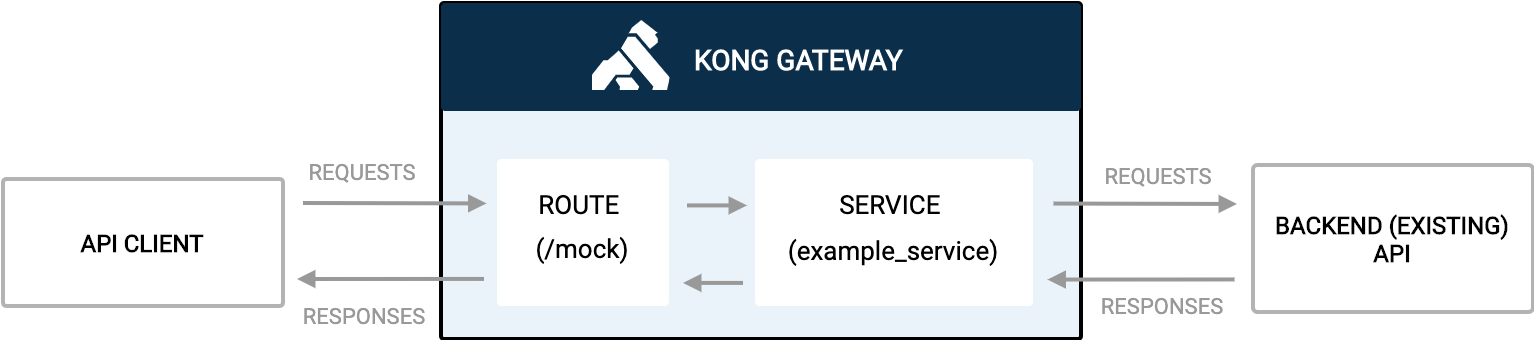 KONG GATEWAY
REQUESTS
REQUESTS
API CLIENT
ROUTE
(/mock)
SERVICE
(example_service)
BACKEND (EXISTING)
API
RESPONSES
RESPONSES